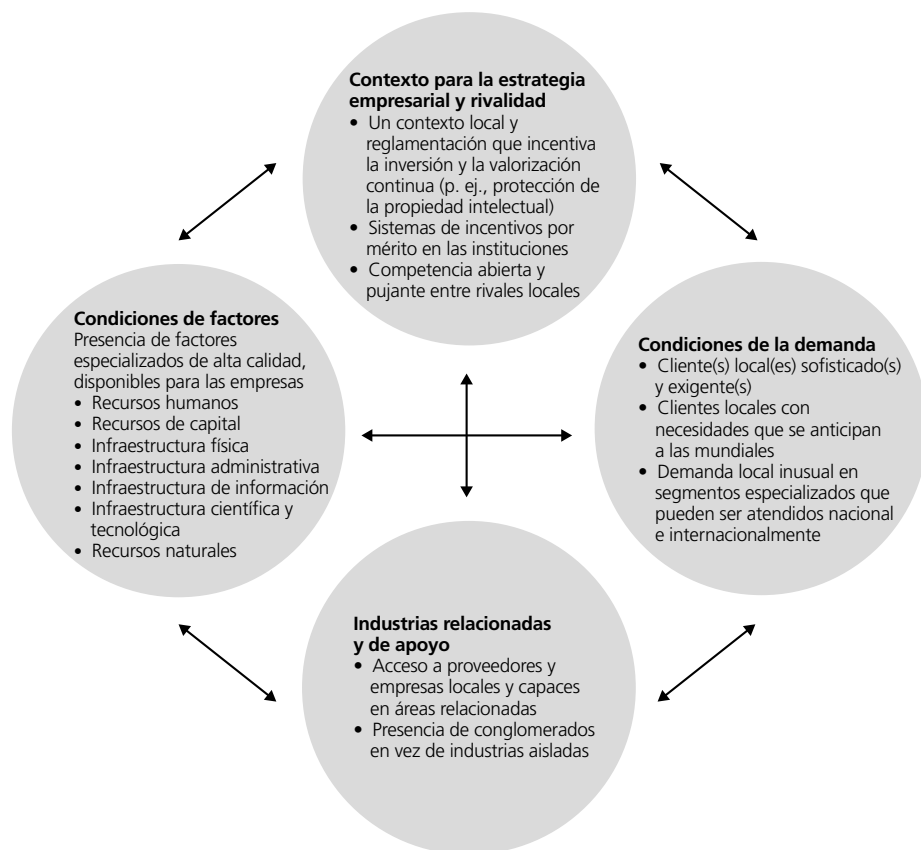 Contexto para la estrategia
empresarial y rivalidad
• Un contexto local y
reglamentación que incentiva
la inversión y la valorización
continua (p. ej., protección de
la propiedad intelectual)
• Sistemas de incentivos por
mérito en las instituciones
• Competencia abierta y
pujante entre rivales locales
Condiciones de factores
Presencia de factores
especializados de alta calidad,
disponibles para las empresas
• Recursos humanos
• Recursos de capital
• Infraestructura física
• Infraestructura administrativa
• Infraestructura de información
• Infraestructura científica y
tecnológica
• Recursos naturales
Condiciones de la demanda
• Cliente(s) local(es) sofisticado(s)
y exigente(s)
• Clientes locales con
necesidades que se anticipan
a las mundiales
• Demanda local inusual en
segmentos especializados que
pueden ser atendidos nacional
e internacionalmente
Industrias relacionadas
y de apoyo
• Acceso a proveedores y
empresas locales y capaces
en áreas relacionadas
• Presencia de conglomerados
en vez de industrias aisladas